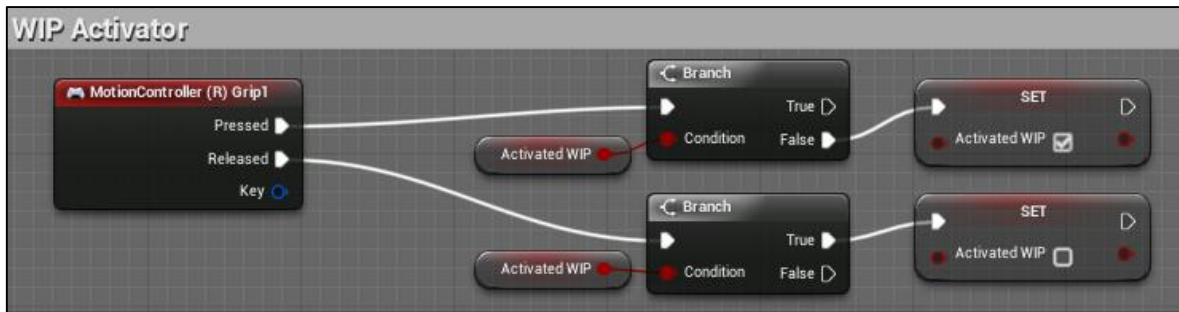 WIP Activator
MotionController (R) Grip1
Pressed
Released
Key
Activated WIP
Branch
True
Condition
False
SET
Activated WIP
Activated WIP
Branch
True
Condition
False
SET
Activated WIP